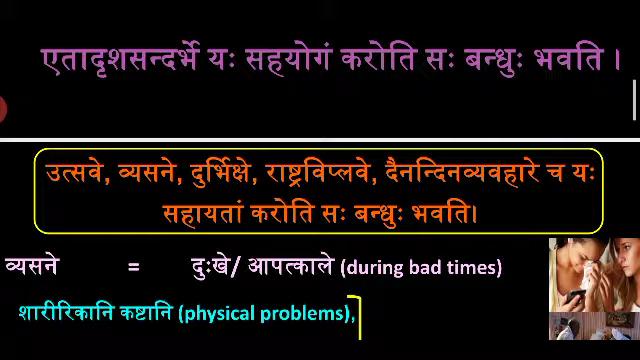 एतादृशसन्दर्भे यः सहयोगं करोति सः बन्धुः भवति ।
उत्सवे, व्यसने, दुर्भिक्षे, राष्ट्रविप्लवे, दैनन्दिनव्यवहारे च यः
सहायतां करोति सः बन्धुः भवति।
व्यसने = दुःखे/ आपत्काले (during bad times)
शारीरिकानि कष्टानि (physical problems),